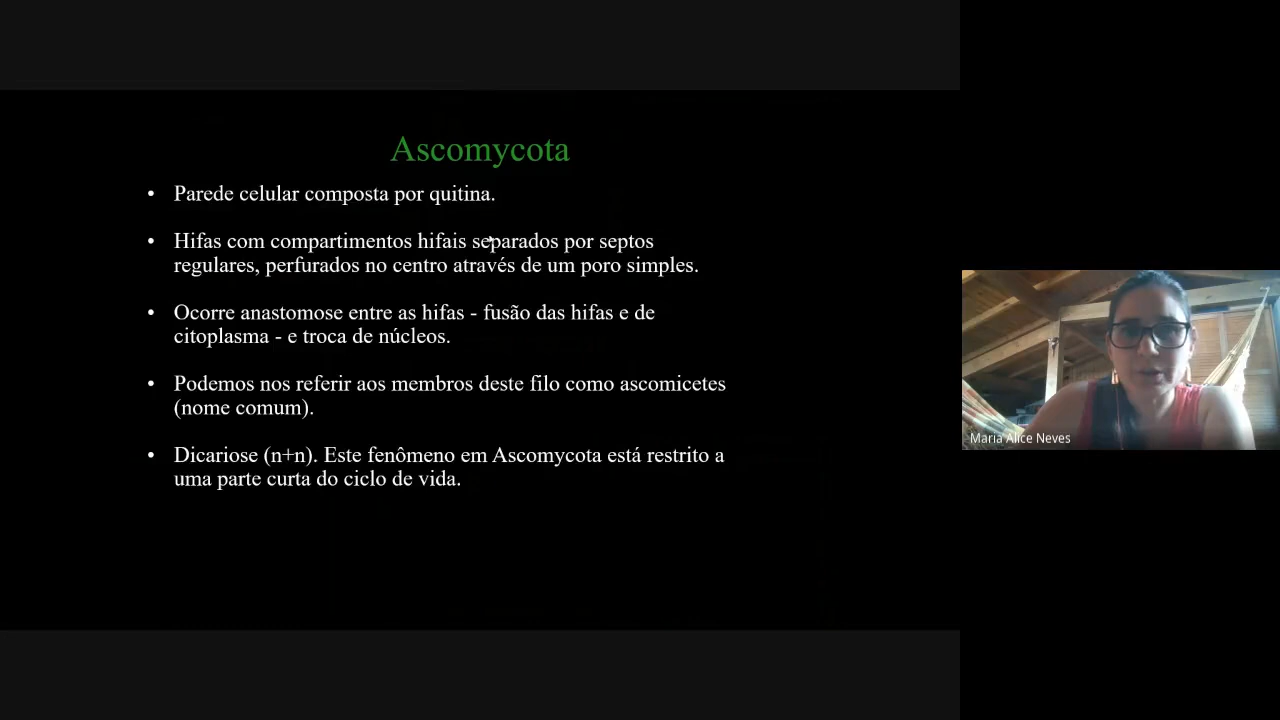 Ascomycota
• Parede celular composta por quitina.
• Hifas com compartimentos hifais separados por septos
regulares, perfurados no centro através de um poro simples.
• Ocorre anastomose entre as hifas - fusão das hifas e de
citoplasma - e troca de núcleos.
• Podemos nos referir aos membros deste filo como ascomicetes
(nome comum).
• Dicariose (n+n). Este fenômeno em Ascomycota está restrito a
uma parte curta do ciclo de vida.
Maria Alice Neves